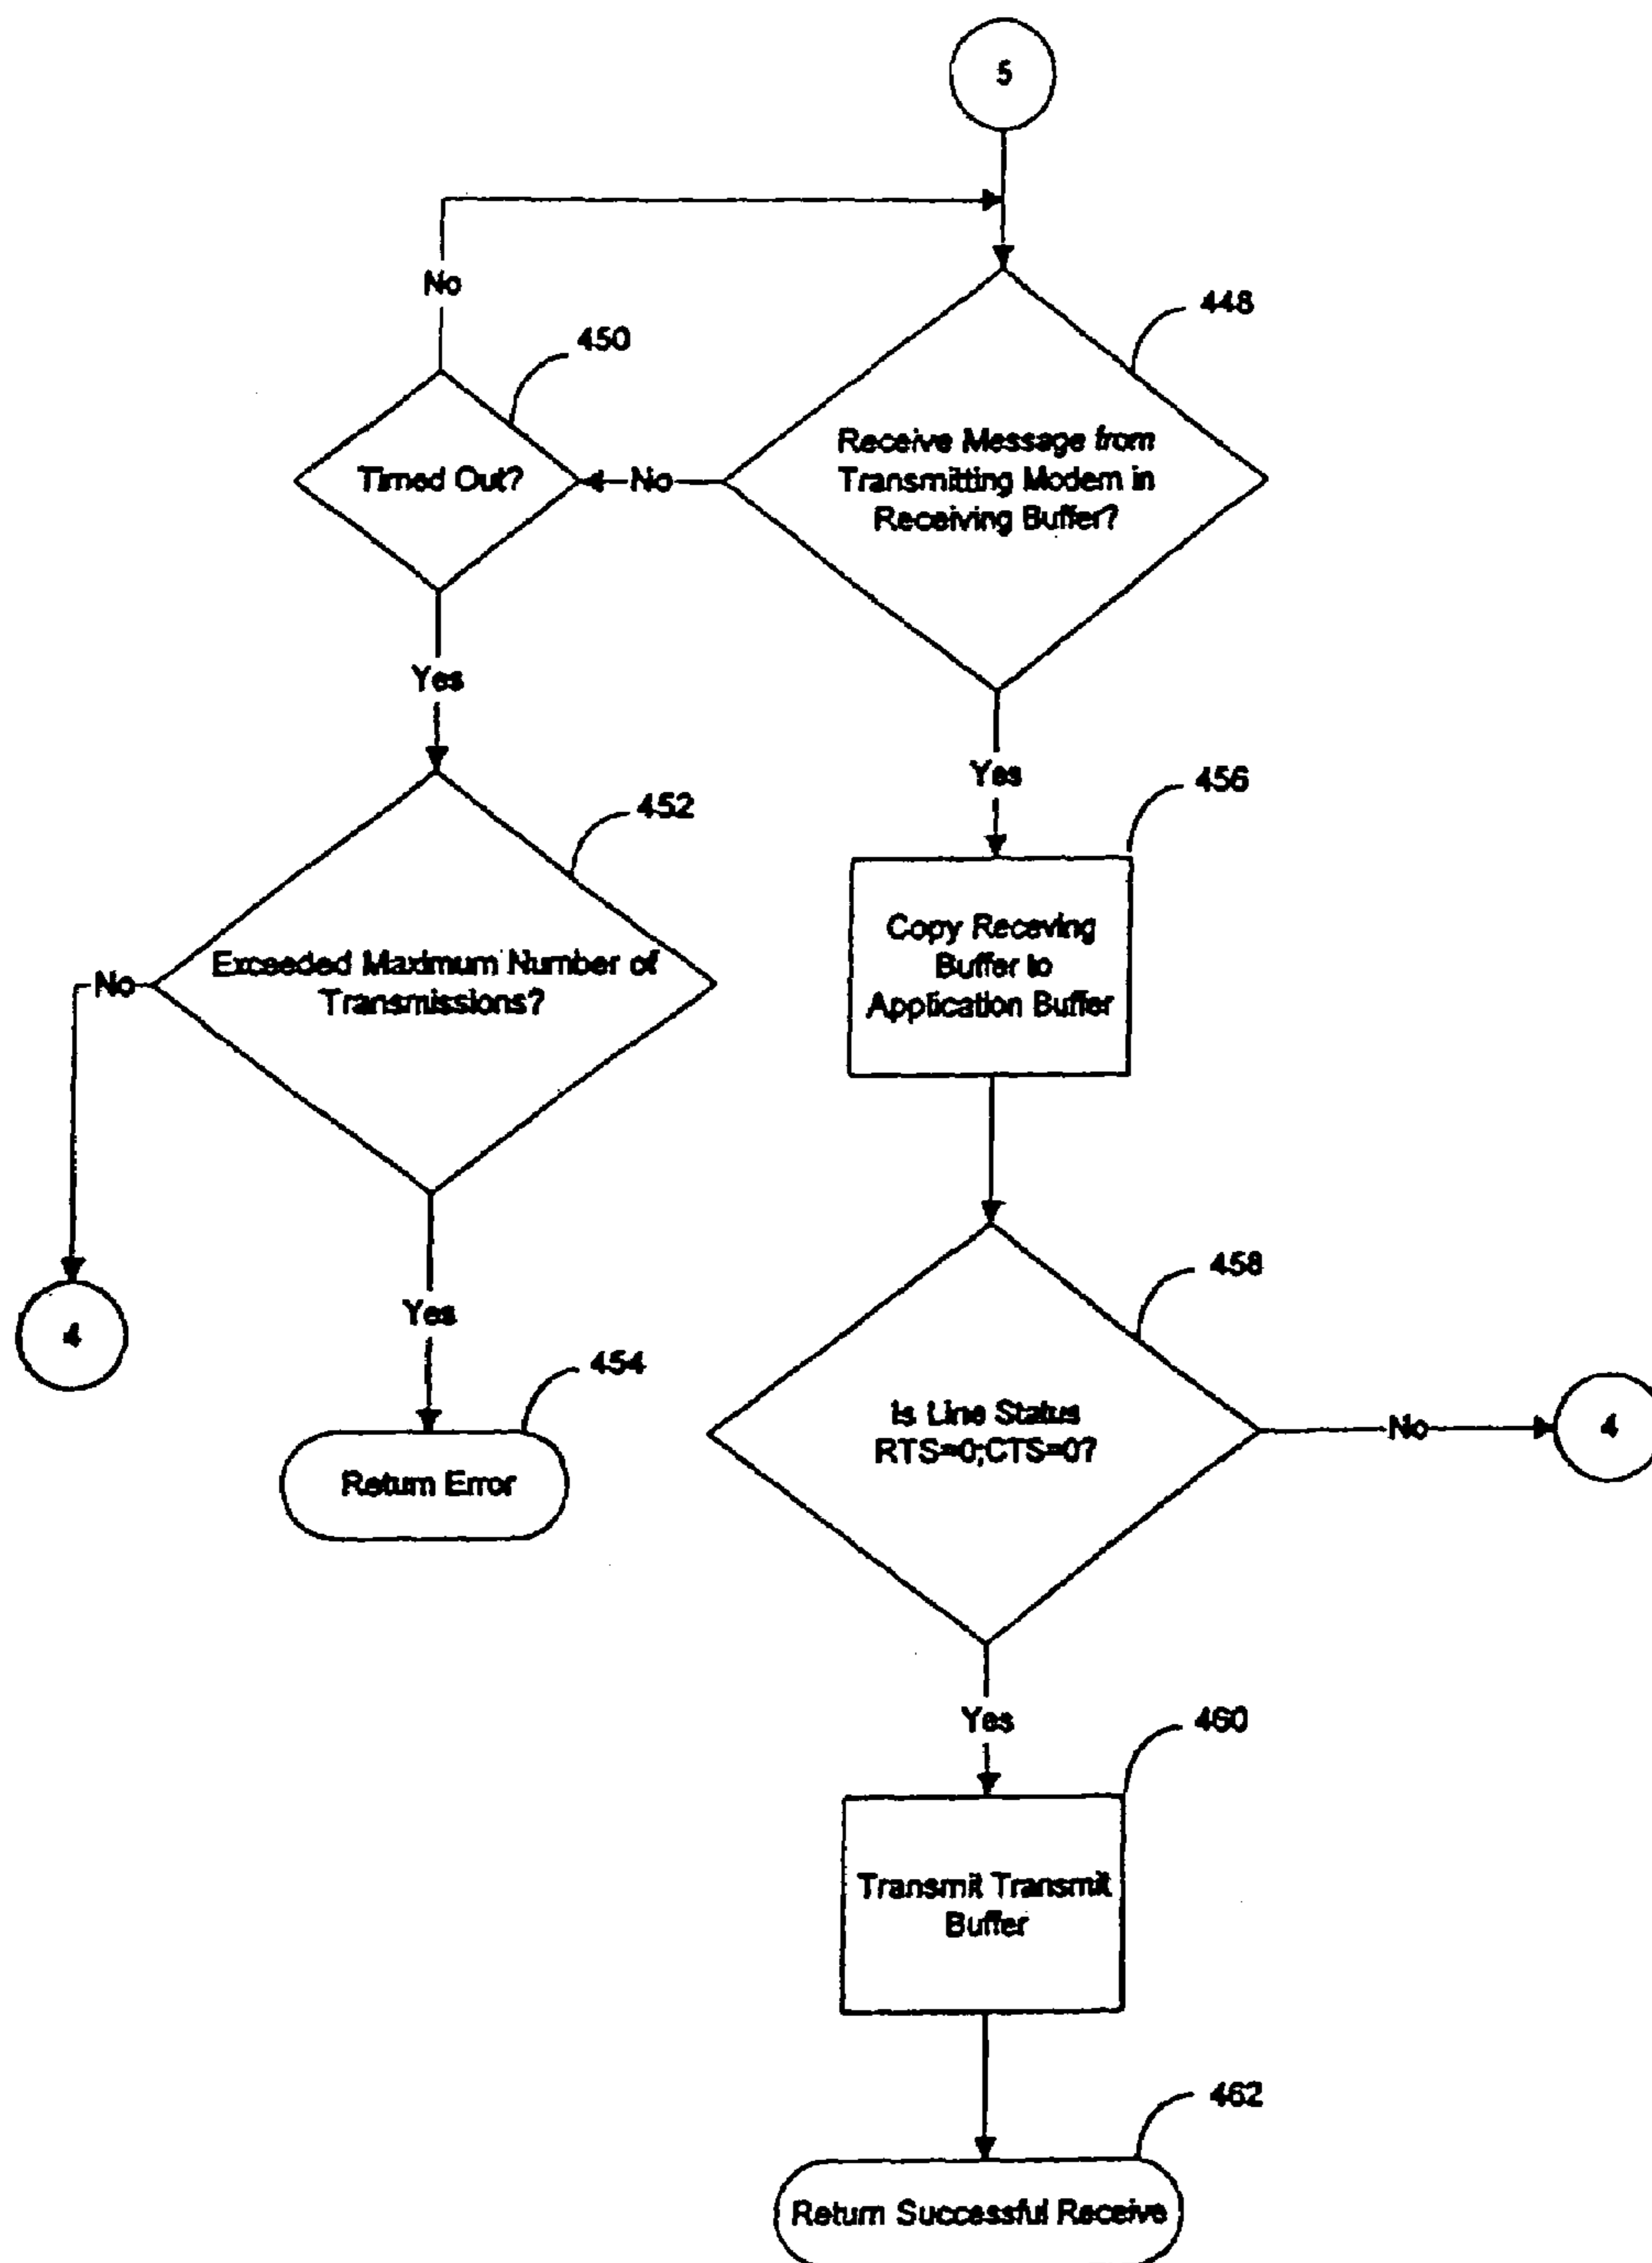 5
No
448
450
Receive Message from
Transmitting Modem in
Receiving Buffer?
No
Timed Out?
Yes
Yes
456
452
Copy Receving
Buffer to
Application Buffer
Exceeded Maximum Number of
Transmissions?
No
458
4
Yes
454
Is Line Status
RTS=0;CTS=0?
No
4
Return Error
Yes
460
Transmit Transmit
Buffer
462
Return Successful Receive